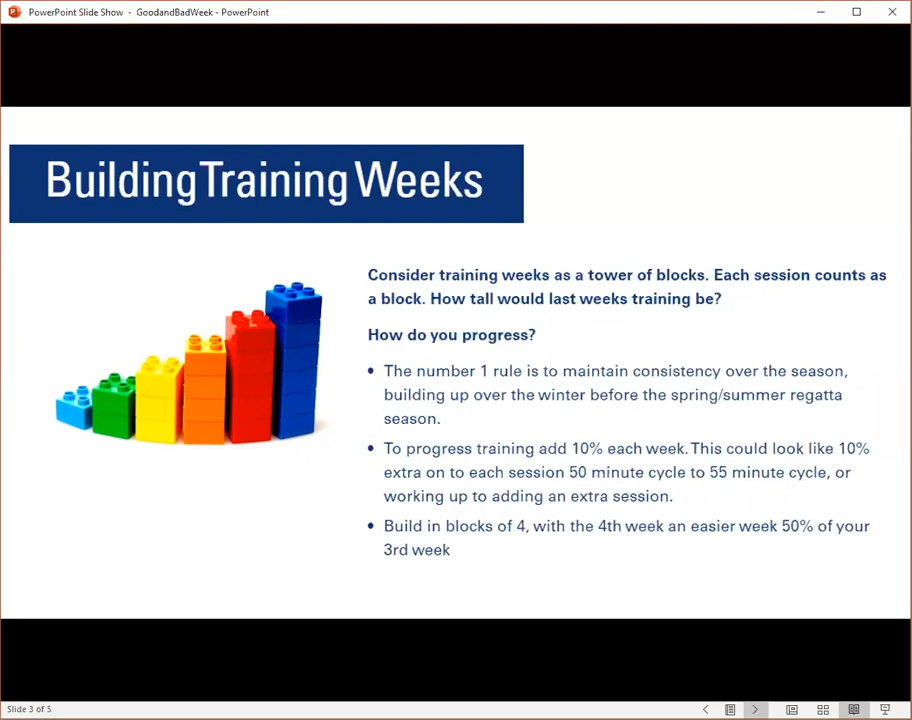 PowerPoint Slide Show - GoodandBadWeek - PowerPoint
Building Training Weeks
Consider training weeks as a tower of blocks. Each session counts as
a block. How tall would last weeks training be?
How do you progress?
• The number 1 rule is to maintain consistency over the season,
building up over the winter before the spring/summer regatta
season.
• To progress training add 10% each week. This could look like 10%
extra on to each session 50 minute cycle to 55 minute cycle, or
working up to adding an extra session.
• Build in blocks of 4, with the 4th week an easier week 50% of your
3rd week
Slide 3 of 5